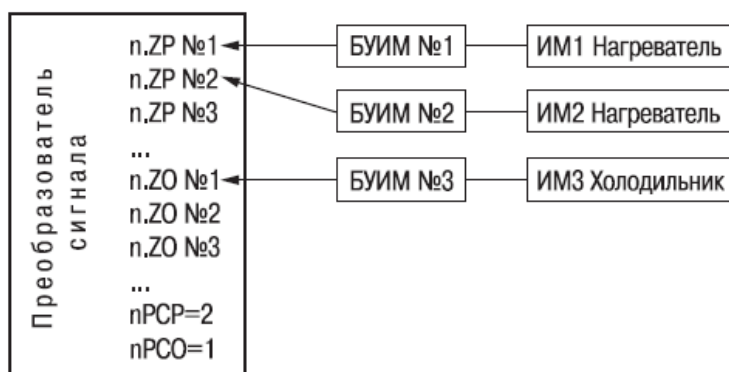 Преобразователь
сигнала
n.ZP №1
n.ZP №2
n.ZP №3
...
n.ZO №1
n.ZO №2
n.ZO №3
...
nPCP=2
nPCO=1
БУИМ №1
ИМ1 Нагреватель
БУИМ №2
ИМ2 Нагреватель
БУИМ №3
ИМ3 Холодильник